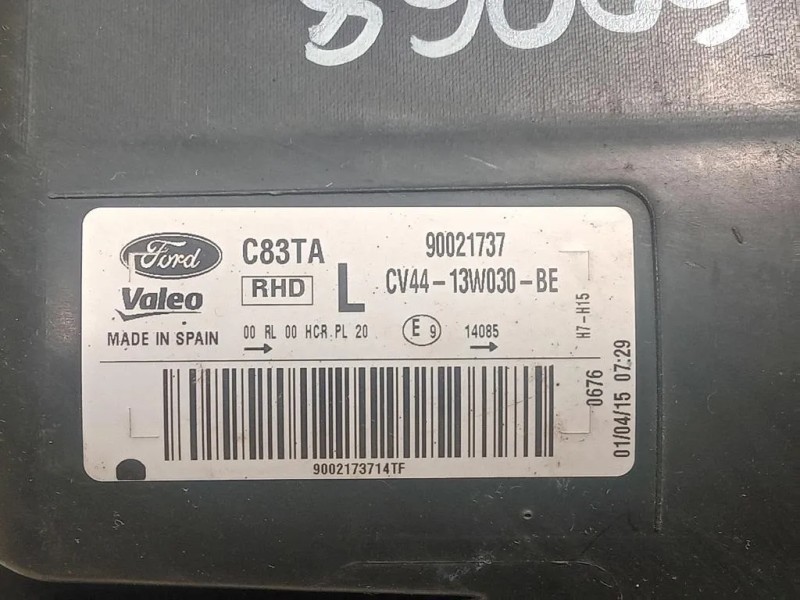 Ford
C83TA
90021737
Valeo
RHD
L
CV44-13W030-BE
MADE IN SPAIN
00 RL 00 HCR PL 20
E 9
14085
H7-H15
9002173714TF
0676
01/04/15 07:29